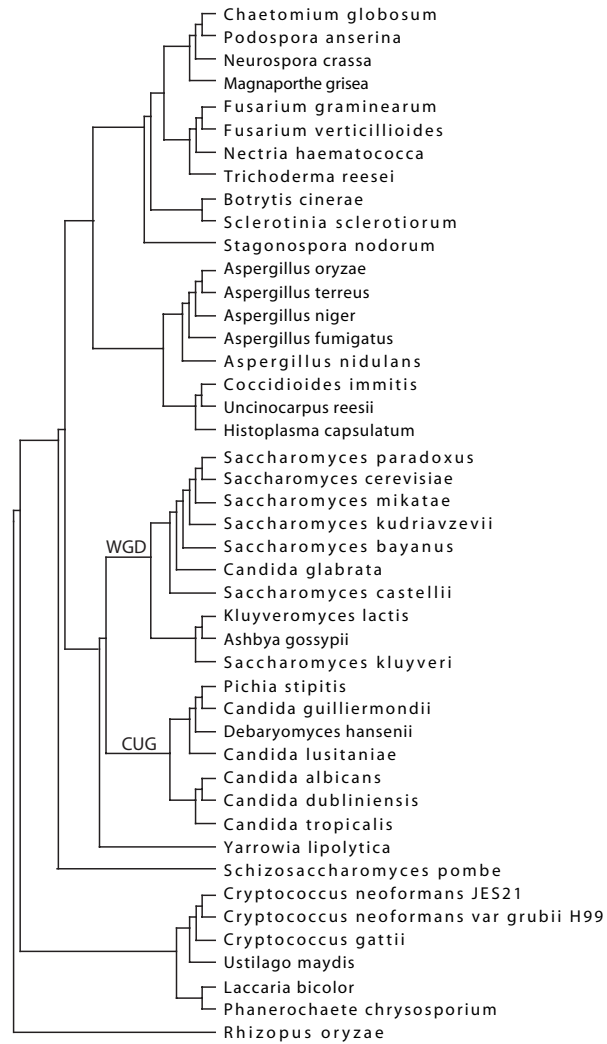 Chaetomium globosum
Podospora anserina
Neurospora crassa
Magnaporthe grisea
Fusarium graminearum
Fusarium verticillioides
Nectria haematococca
Trichoderma reesei
Botrytis cinerae
Sclerotinia sclerotiorum
Stagonospora nodorum
Aspergillus oryzae
Aspergillus terreus
Aspergillus niger
Aspergillus fumigatus
Aspergillus nidulans
Coccidioides immitis
Uncinocarpus reesii
Histoplasma capsulatum
Saccharomyces paradoxus
Saccharomyces cerevisiae
Saccharomyces mikatae
Saccharomyces kudriavzevii
WGD
Saccharomyces bayanus
Candida glabrata
Saccharomyces castellii
Kluyveromyces lactis
Ashbya gossypii
Saccharomyces kluyveri
Pichia stipitis
Candida guilliermondii
Debaryomyces hansenii
CUG
Candida lusitaniae
Candida albicans
Candida dubliniensis
Candida tropicalis
Yarrowia lipolytica
Schizosaccharomyces pombe
Cryptococcus neoformans JES21
Cryptococcus neoformans var grubii H99
Cryptococcus gattii
Ustilago maydis
Laccaria bicolor
Phanerochaete chrysosporium
Rhizopus oryzae